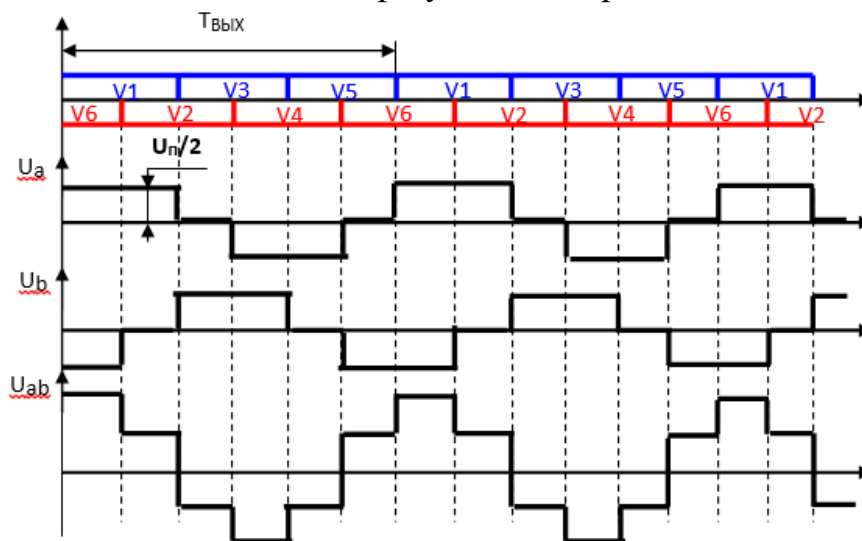 TВЫХ
V1 V3 V5 V1 V3 V5 V1
V6 V2 V4 V6 V2 V4 V6 V2
Uп/2
Ua
Ub
Uab